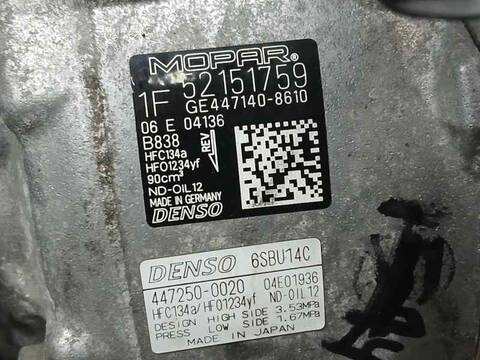 MOPAR®
1F 52151759
GE447140-8610
06 E 04136
B838
REV
HFC134a
HFO1234yf
90cm³
ND-OIL12
MADE IN GERMANY
DENSO
DENSO 6SBU14C
447250-0020 04E01936
HFC134a/HFO1234yf ND-OIL12
DESIGN HIGH SIDE 3.53MPa
PRESS LOW SIDE 1.67MPa
MADE IN JAPAN